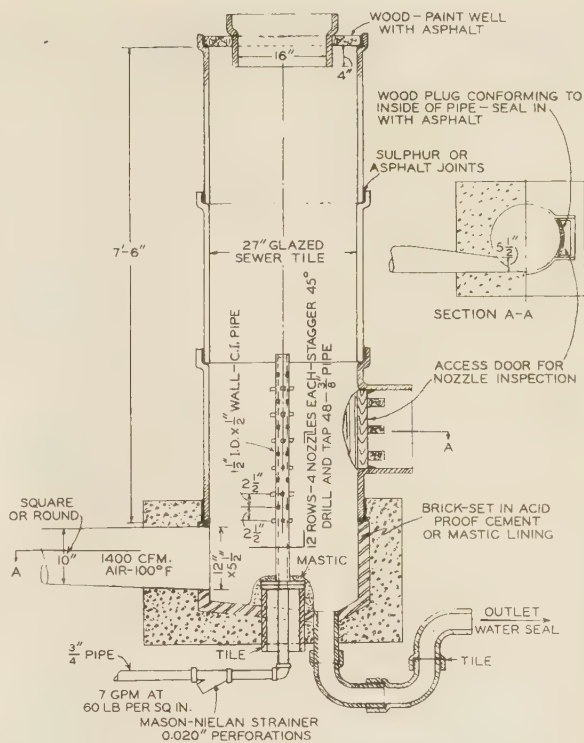 WOOD-PAINT WELL
WITH ASPHALT
16"
4"
WOOD PLUG CONFORMING TO
INSIDE OF PIPE-SEAL IN
WITH ASPHALT
SULPHUR OR
ASPHALT JOINTS
7'-6"
27" GLAZED
SEWER TILE
5 1/2"
SECTION A-A
ACCESS DOOR FOR
NOZZLE INSPECTION
1 1/2" I.D. x 1/2" WALL-C.I. PIPE
2 1/2"
2 1/2"
12 ROWS-4 NOZZLES EACH-STAGGER 45°
DRILL AND TAP 48-3/8" PIPE
A
SQUARE
OR ROUND
A
10"
1400 CFM.
AIR-100°F
12"
x 5 1/2"
BRICK-SET IN ACID
PROOF CEMENT
OR MASTIC LINING
MASTIC
OUTLET
WATER SEAL
TILE
TILE
3/4" PIPE
7 GPM AT
60 LB PER SQ IN.
MASON-NIELAN STRAINER
0.020" PERFORATIONS